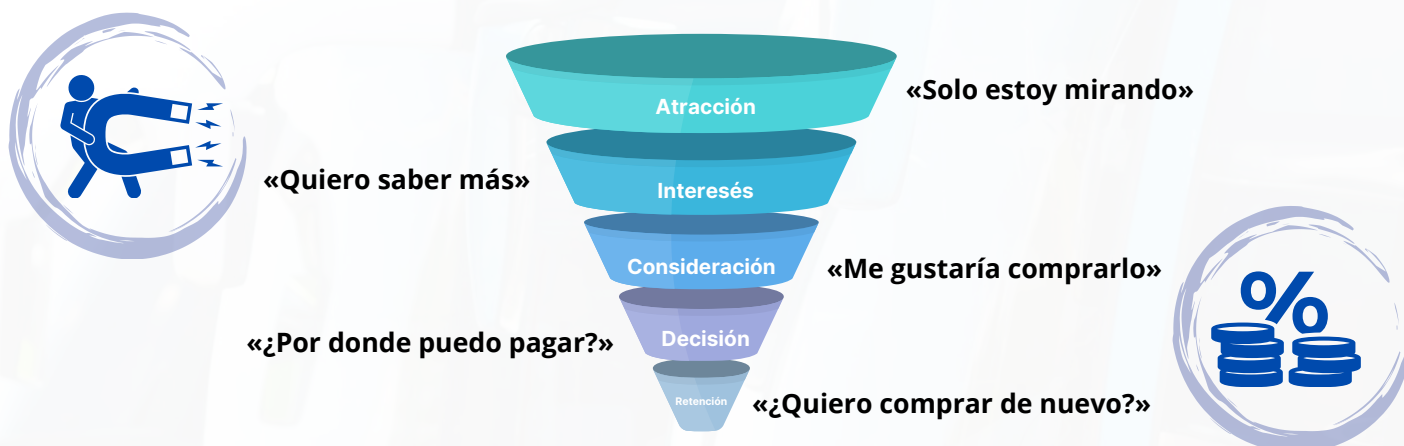 «Solo estoy mirando»
Atracción
«Quiero saber más»
Interesés
Consideración
«Me gustaría comprarlo»
«¿Por donde puedo pagar?»
Decisión
Retención
«¿Quiero comprar de nuevo?»
%